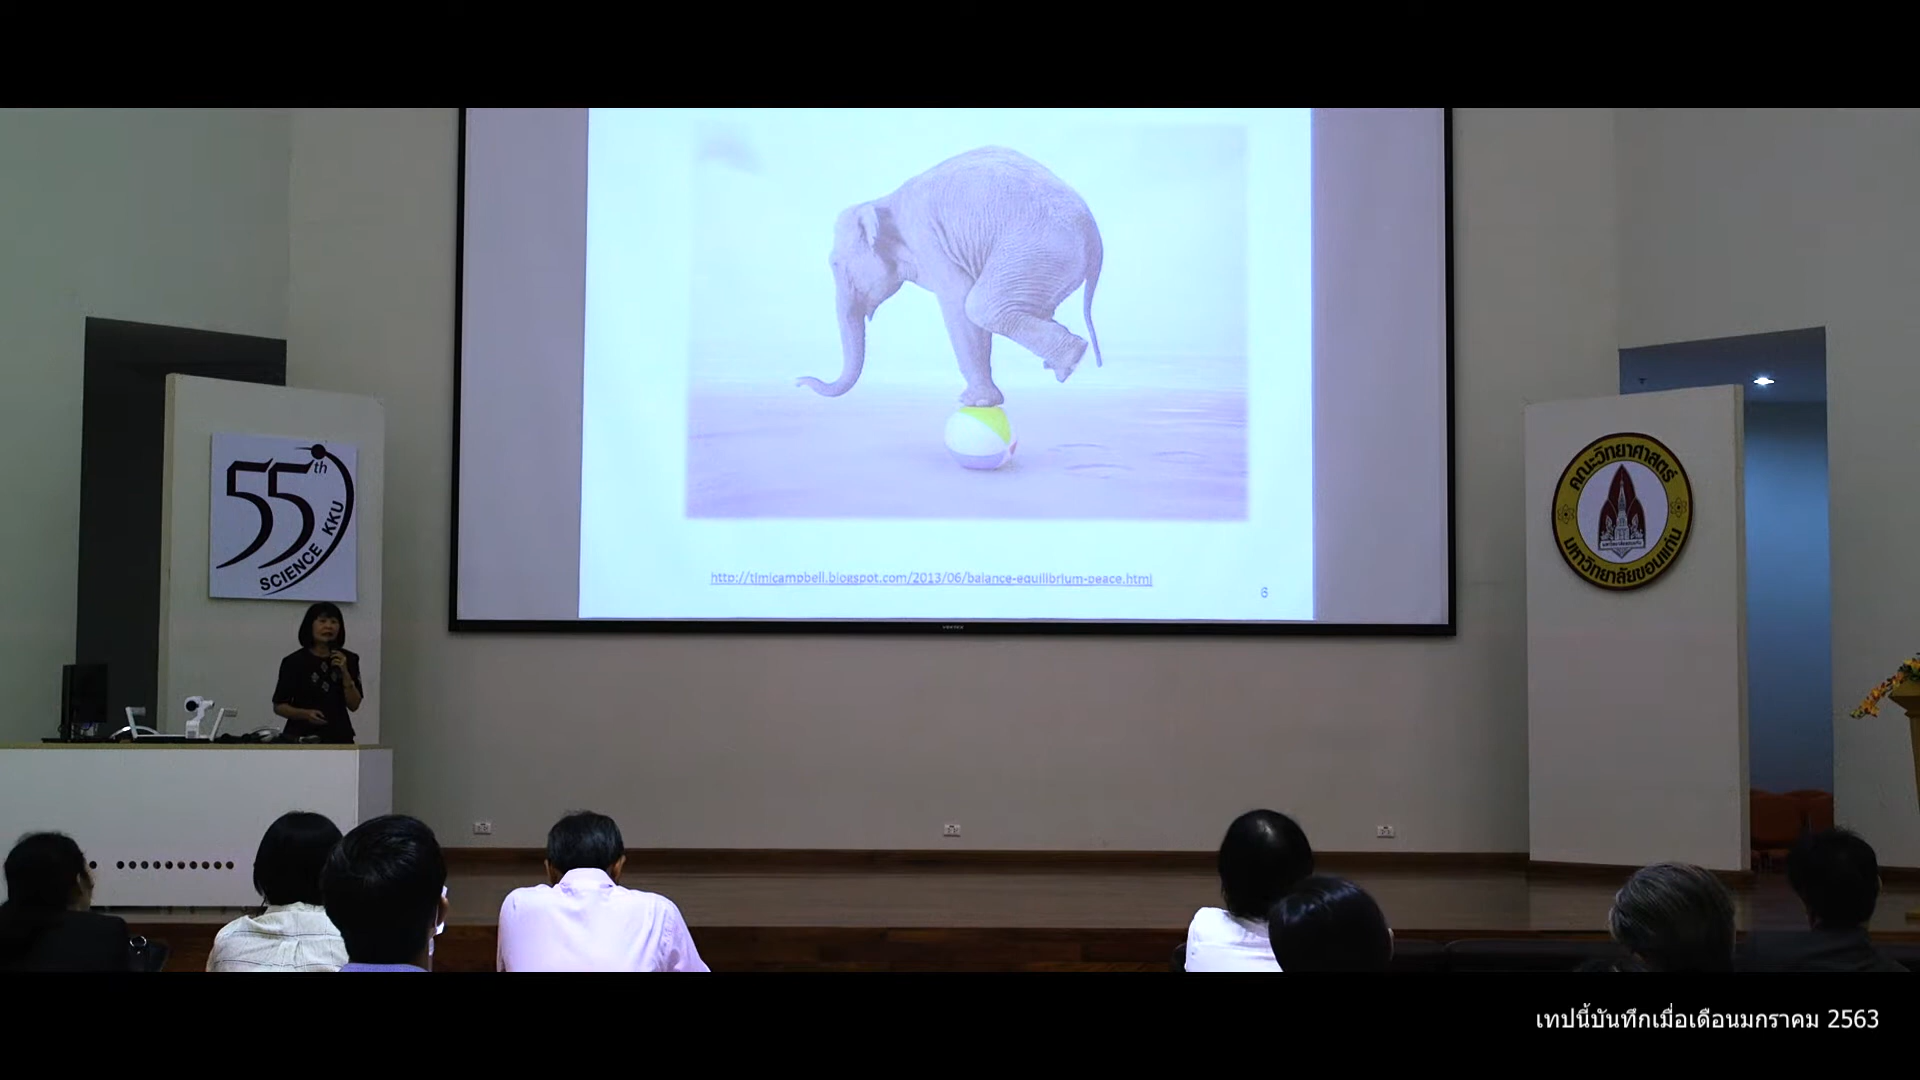 55th
SCIENCE KKU
http://timicampbell.blogspot.com/2013/06/balance-equilibrium-peace.html
6
คณะวิทยาศาสตร์
มหาวิทยาลัยขอนแก่น
เทปนี้บันทึกเมื่อเดือนมกราคม 2563